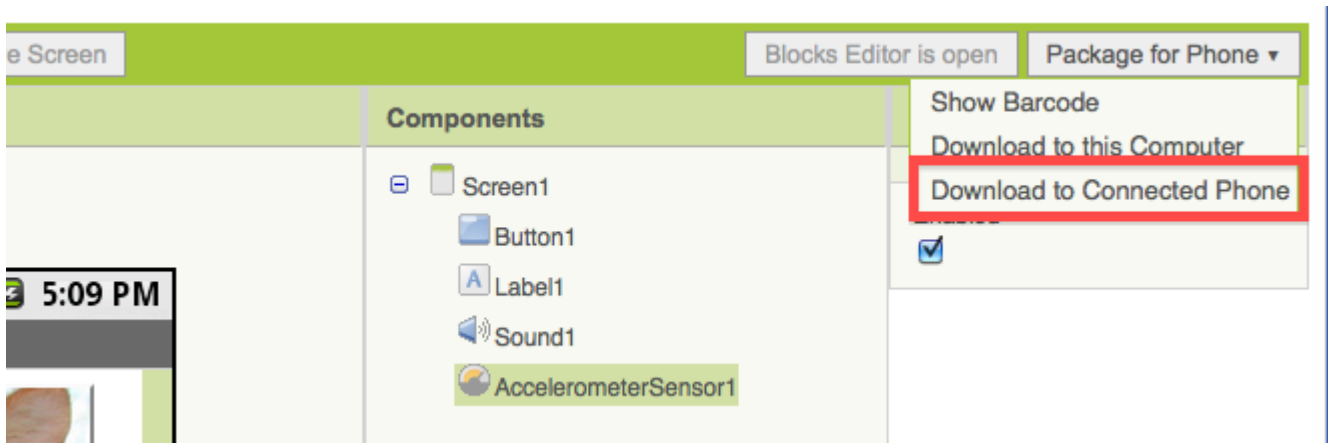 e Screen
Blocks Editor is open
Package for Phone ▾
Show Barcode
Download to this Computer
Download to Connected Phone
Components
Screen1
Button1
Label1
Sound1
AccelerometerSensor1
Enabled
5:09 PM